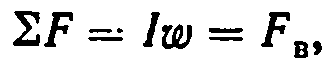 ΣF = Iw = F_в,